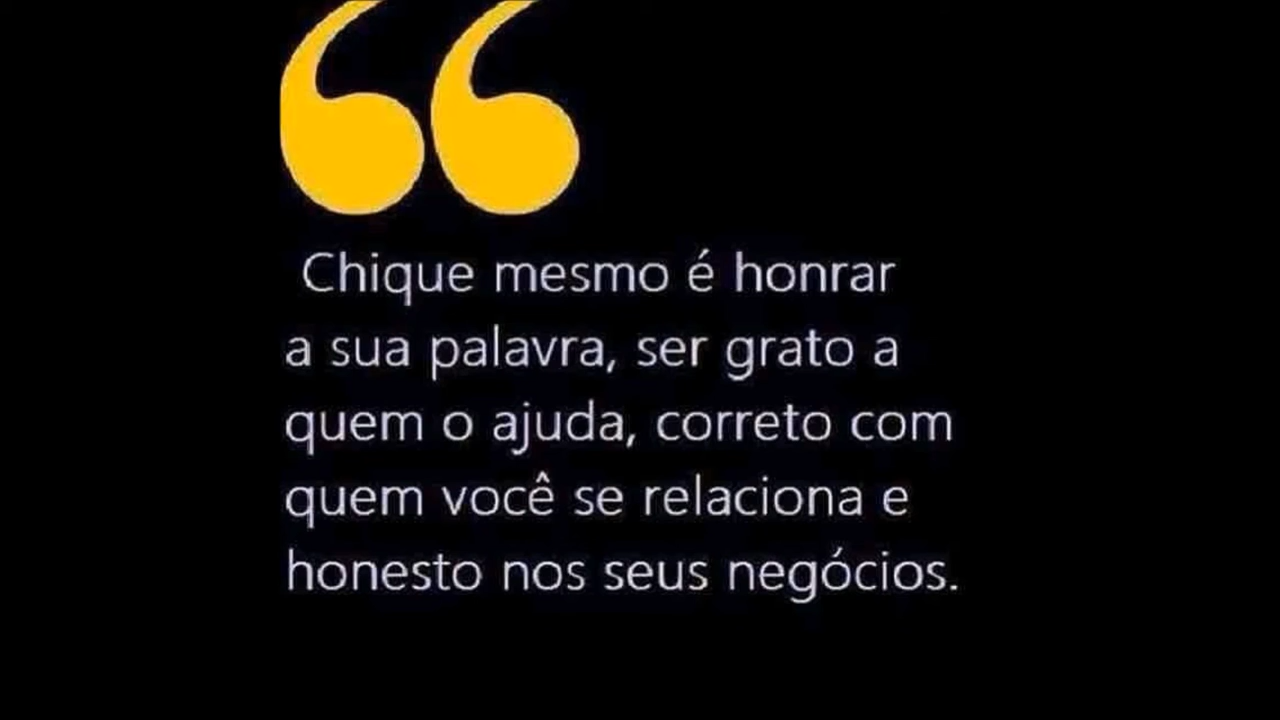 Chique mesmo é honrar
a sua palavra, ser grato a
quem o ajuda, correto com
quem você se relaciona e
honesto nos seus negócios.